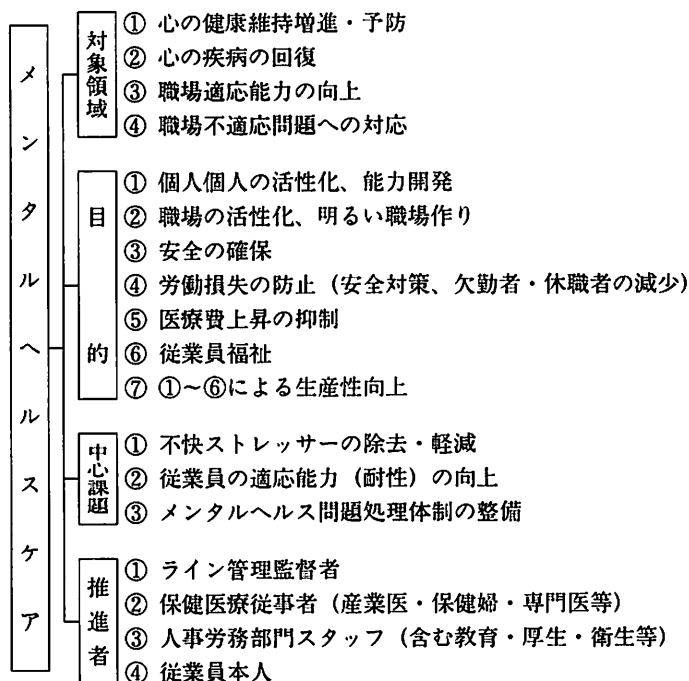 メンタルヘルスケア
対象領域
① 心の健康維持増進・予防
② 心の疾病の回復
③ 職場適応能力の向上
④ 職場不適応問題への対応
目的
① 個人個人の活性化、能力開発
② 職場の活性化、明るい職場作り
③ 安全の確保
④ 労働損失の防止（安全対策、欠勤者・休職者の減少）
⑤ 医療費上昇の抑制
⑥ 従業員福祉
⑦ ①～⑥による生産性向上
中心課題
① 不快ストレッサーの除去・軽減
② 従業員の適応能力（耐性）の向上
③ メンタルヘルス問題処理体制の整備
推進者
① ライン管理監督者
② 保健医療従事者（産業医・保健婦・専門医等）
③ 人事労務部門スタッフ（含む教育・厚生・衛生等）
④ 従業員本人